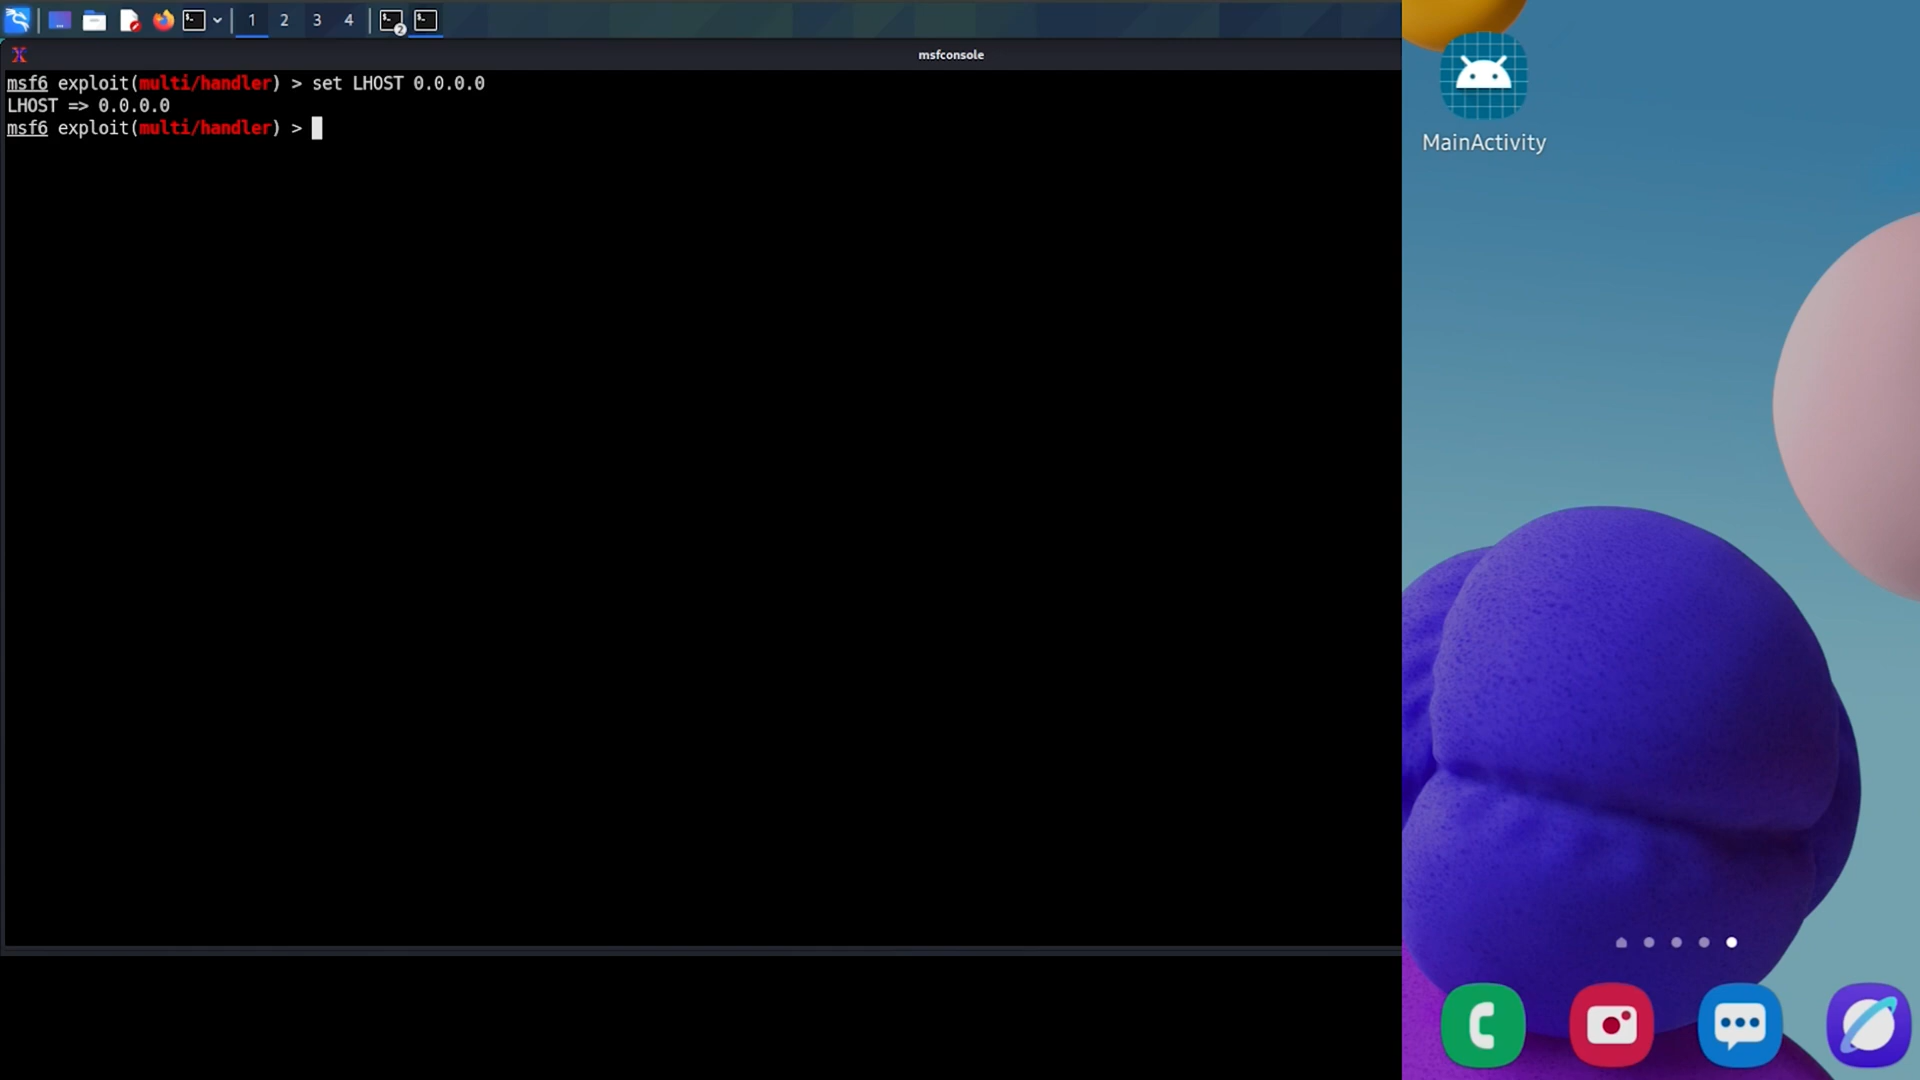 1 2 3 4 2
msfconsole
msf6 exploit(multi/handler) > set LHOST 0.0.0.0
LHOST => 0.0.0.0
msf6 exploit(multi/handler) >
MainActivity